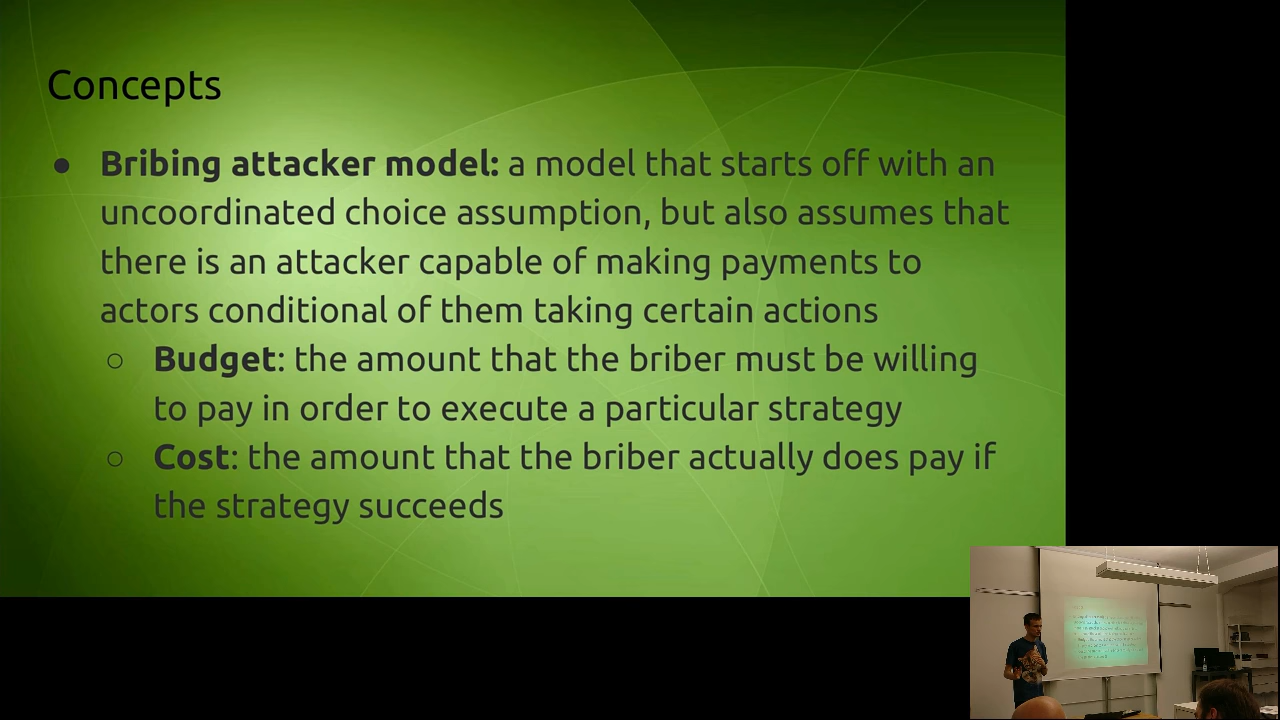 Concepts
● Bribing attacker model: a model that starts off with an
uncoordinated choice assumption, but also assumes that
there is an attacker capable of making payments to
actors conditional of them taking certain actions
○ Budget: the amount that the briber must be willing
to pay in order to execute a particular strategy
○ Cost: the amount that the briber actually does pay if
the strategy succeeds